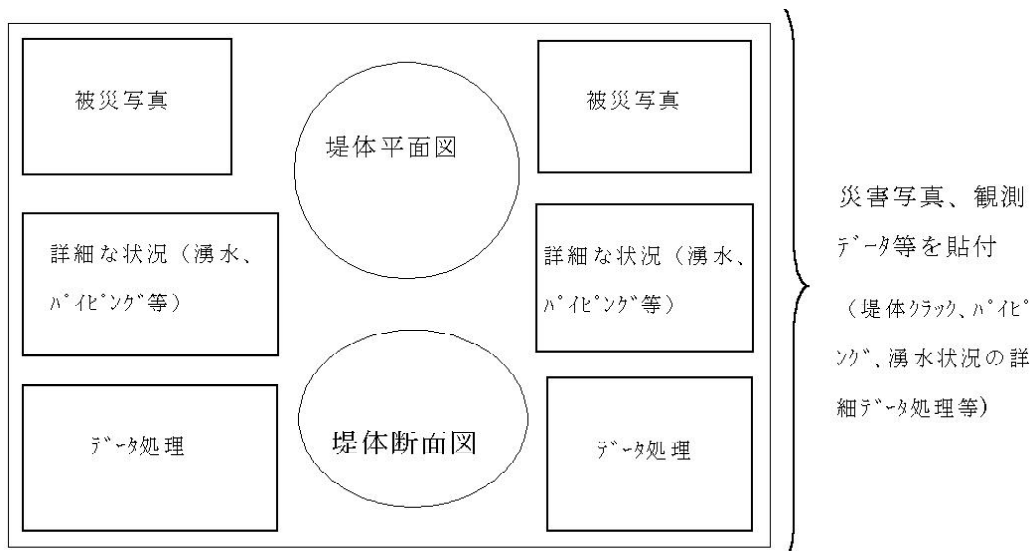 被災写真
堤体平面図
被災写真
詳細な状況（湧水、
ﾊﾟｲﾋﾟﾝｸﾞ等）
詳細な状況（湧水、
ﾊﾟｲﾋﾟﾝｸﾞ等）
ﾃﾞｰﾀ処理
堤体断面図
ﾃﾞｰﾀ処理
災害写真、観測
ﾃﾞｰﾀ等を貼付
（堤体ｸﾗｯｸ、ﾊﾟｲﾋﾟ
ﾝｸﾞ、湧水状況の詳
細ﾃﾞｰﾀ処理等)